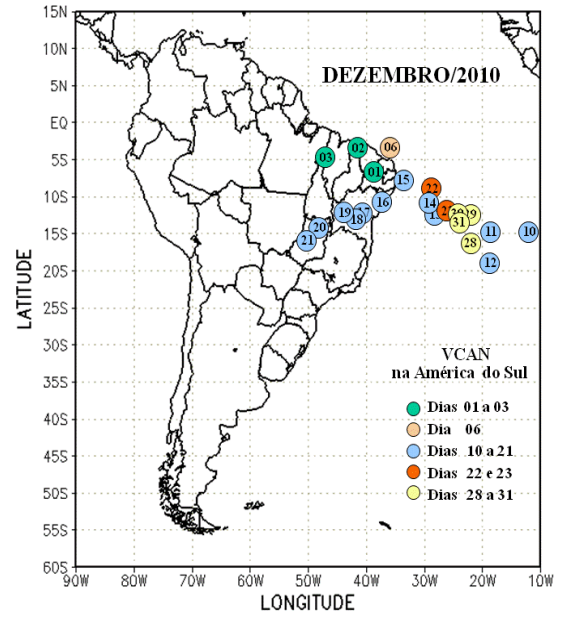 15N
10N
5N
EQ
5S
10S
15S
20S
25S
30S
35S
40S
45S
50S
55S
60S
LATITUDE
DEZEMBRO/2010
02
06
03
01
15
22
16
14
19
17
18
29
31
20
21
11
10
28
12
VCAN
na América do Sul
Dias 01 a 03
Dia 06
Dias 10 a 21
Dias 22 e 23
Dias 28 a 31
90W 80W 70W 60W 50W 40W 30W 20W 10W
LONGITUDE